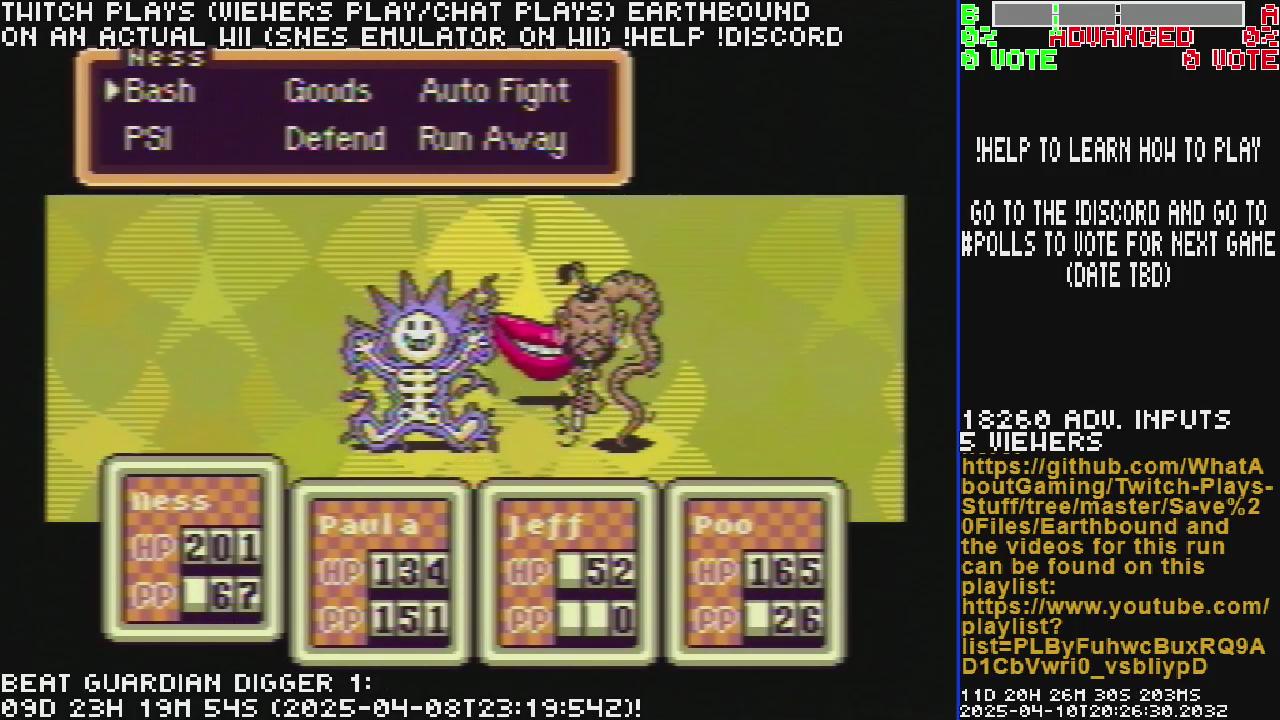 TWITCH PLAYS (VIEWERS PLAY/CHAT PLAYS) EARTHBOUND
ON AN ACTUAL WII (SNES EMULATOR ON WII) !HELP !DISCORD
Ness
Bash Goods Auto Fight
PSI Defend Run Away
Ness
HP 201
PP 67
Paula
HP 134
PP 151
Jeff
HP 52
PP 0
Poo
HP 165
PP 26
BEAT GUARDIAN DIGGER 1:
09D 23H 19M 54S (2025-04-08T23:19:54Z)!
B A
0% ADVANCED 0%
0 VOTE 0 VOTE
!HELP TO LEARN HOW TO PLAY
GO TO THE !DISCORD AND GO TO
#POLLS TO VOTE FOR NEXT GAME
(DATE TBD)
18260 ADV. INPUTS
5 VIEWERS
https://github.com/WhatA
boutGaming/Twitch-Plays-
Stuff/tree/master/Save%2
0Files/Earthbound and
the videos for this run
can be found on this
playlist:
https://www.youtube.com/
playlist?
list=PLByFuhwcBuxRQ9A
D1CbVwri0_vsbliypD
11D 20H 26M 30S 203MS
2025-04-10T20:26:30.203Z